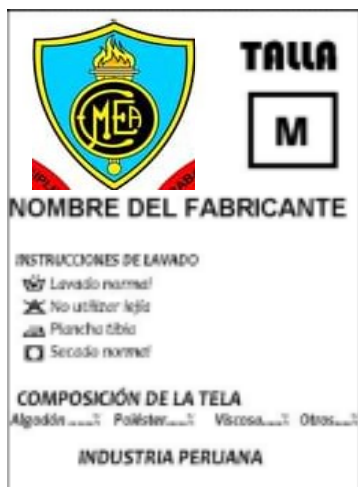 TALLA
CMEA
M
NOMBRE DEL FABRICANTE
INSTRUCCIONES DE LAVADO
Lavado normal
No utilizar lejía
Plancha tibia
Secado normal
COMPOSICIÓN DE LA TELA
Algodón......% Poliéster......% Viscosa......% Otros......%
INDUSTRIA PERUANA